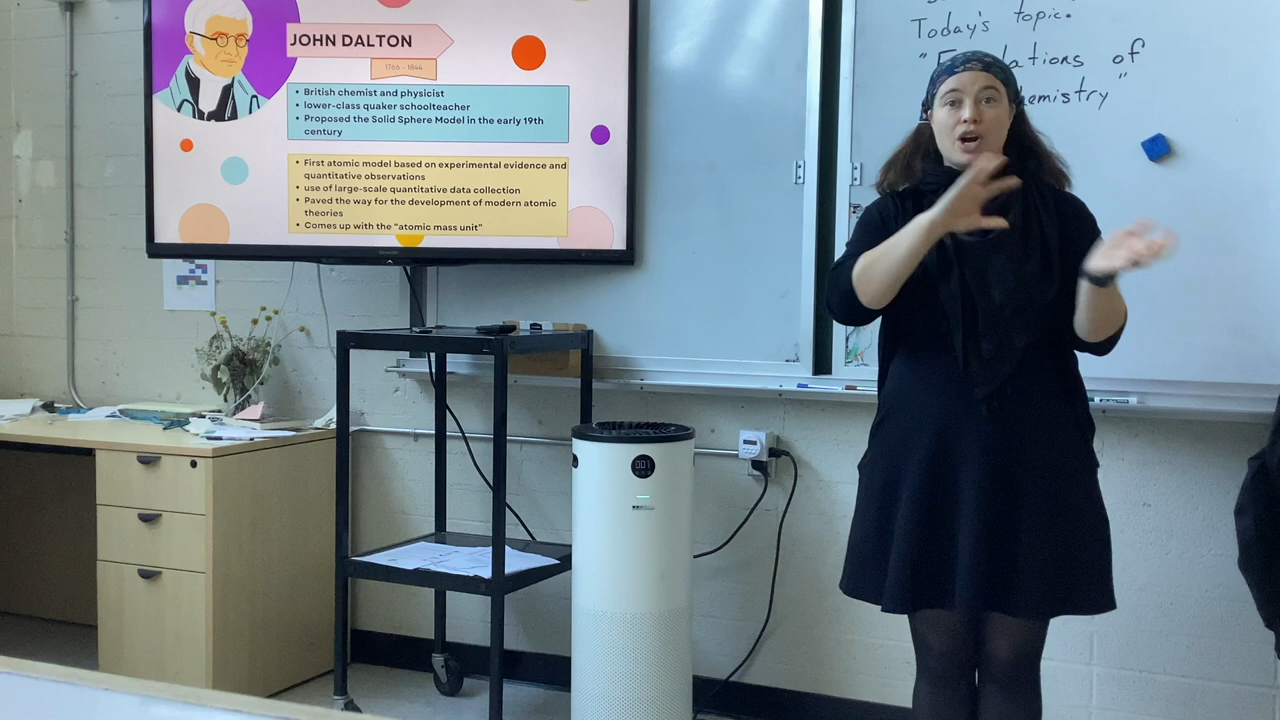 JOHN DALTON
1766 - 1844
• British chemist and physicist
• lower-class quaker schoolteacher
• Proposed the Solid Sphere Model in the early 19th
century
• First atomic model based on experimental evidence and
quantitative observations
• use of large-scale quantitative data collection
• Paved the way for the development of modern atomic
theories
• Comes up with the "atomic mass unit"
Today's topic.
" of
"
001